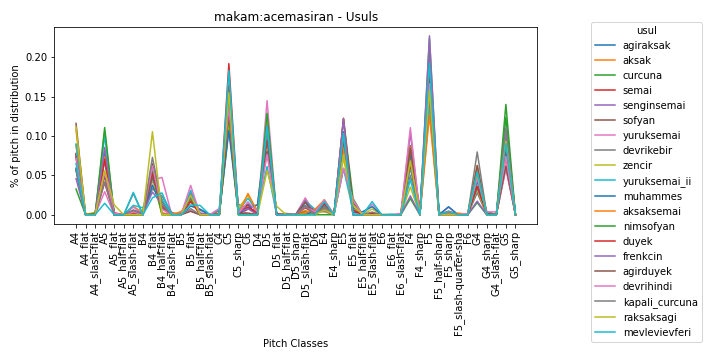 makam:acemasiran - Usuls
% of pitch in distribution
0.20
0.15
0.10
0.05
0.00
A4
A4_flat
A4_slash-flat
A5
A5_flat
A5_half-flat
A5_slash-flat
B4
B4_flat
B4_half-flat
B4_slash-flat
B5
B5_flat
B5_half-flat
B5_slash-flat
C4
C5
C5_sharp
C6
D4
D5
D5_flat
D5_half-flat
D5_sharp
D5_slash-flat
D6
E4
E4_sharp
E5
E5_flat
E5_half-flat
E5_slash-flat
E6
E6_flat
E6_slash-flat
F4
F4_sharp
F5
F5_half-sharp
F5_sharp
F5_slash-quarter-sha
F6
G4
G4_sharp
G4_slash-flat
G5
G5_sharp
Pitch Classes
usul
agiraksak
aksak
curcuna
semai
senginsemai
sofyan
yuruksemai
devrikebir
zencir
yuruksemai_ii
muhammes
aksaksemai
nimsofyan
duyek
frenkcin
agirduyek
devrihindi
kapali_curcuna
raksaksagi
mevlevievferi